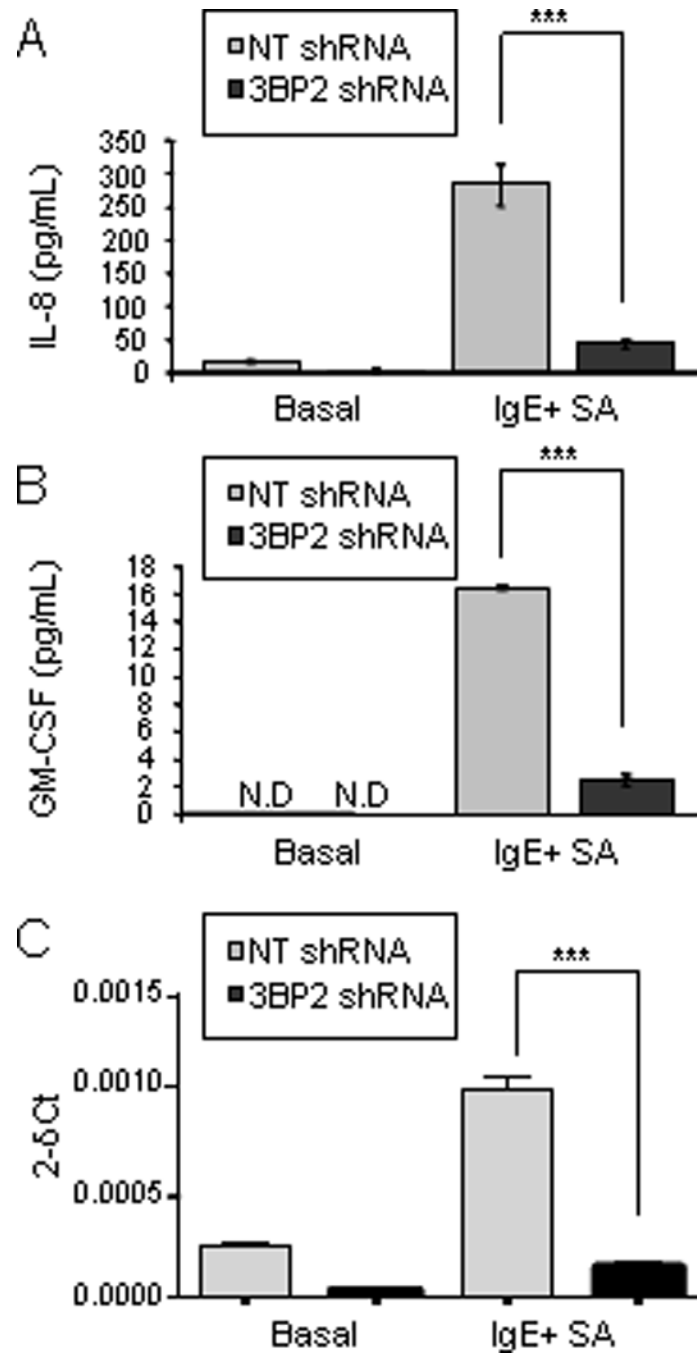 A
NT shRNA
3BP2 shRNA
***
IL-8 (pg/mL)
350
300
250
200
150
100
50
0
Basal
IgE+ SA
B
NT shRNA
3BP2 shRNA
***
GM-CSF (pg/mL)
18
16
14
12
10
8
6
4
2
0
N.D
N.D
Basal
IgE+ SA
C
NT shRNA
3BP2 shRNA
***
2-δCt
0.0015
0.0010
0.0005
0.0000
Basal
IgE+ SA